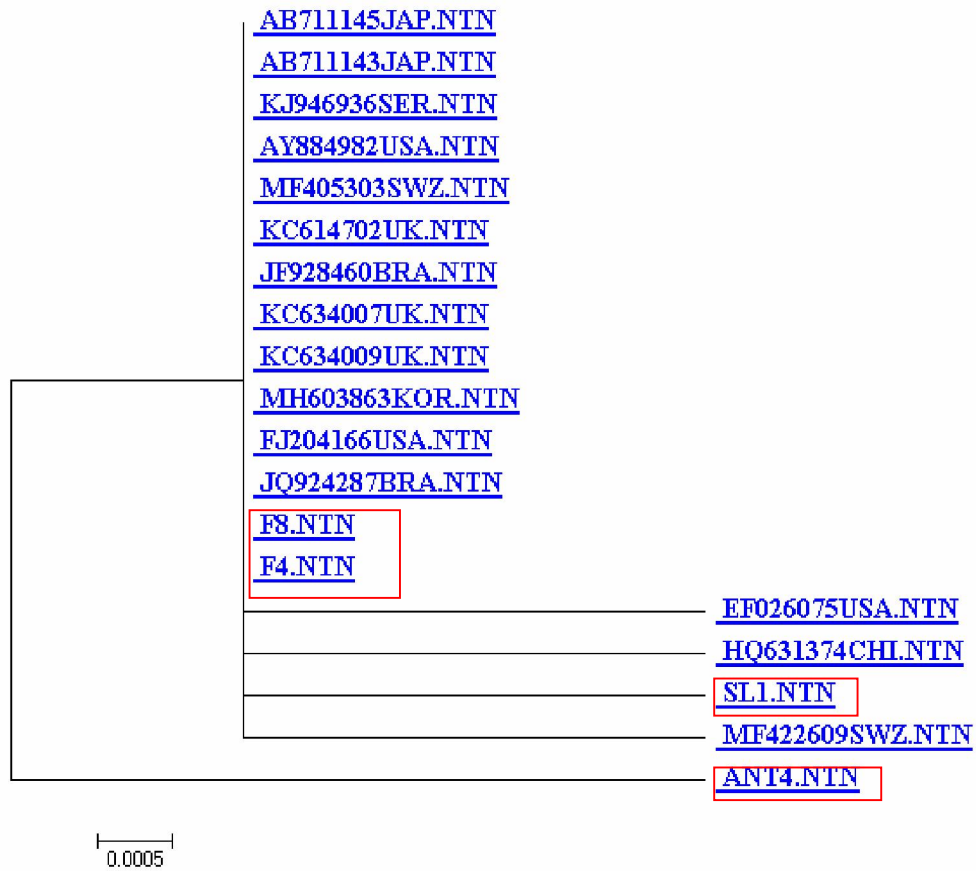 AB711145JAP.NTN
AB711143JAP.NTN
KJ946936SER.NTN
AY884982USA.NTN
MF405303SWZ.NTN
KC614702UK.NTN
JF928460BRA.NTN
KC634007UK.NTN
KC634009UK.NTN
MH603863KOR.NTN
FJ204166USA.NTN
JQ924287BRA.NTN
F8.NTN
F4.NTN
EF026075USA.NTN
HQ631374CHI.NTN
SL1.NTN
MF422609SWZ.NTN
ANT4.NTN
0.0005